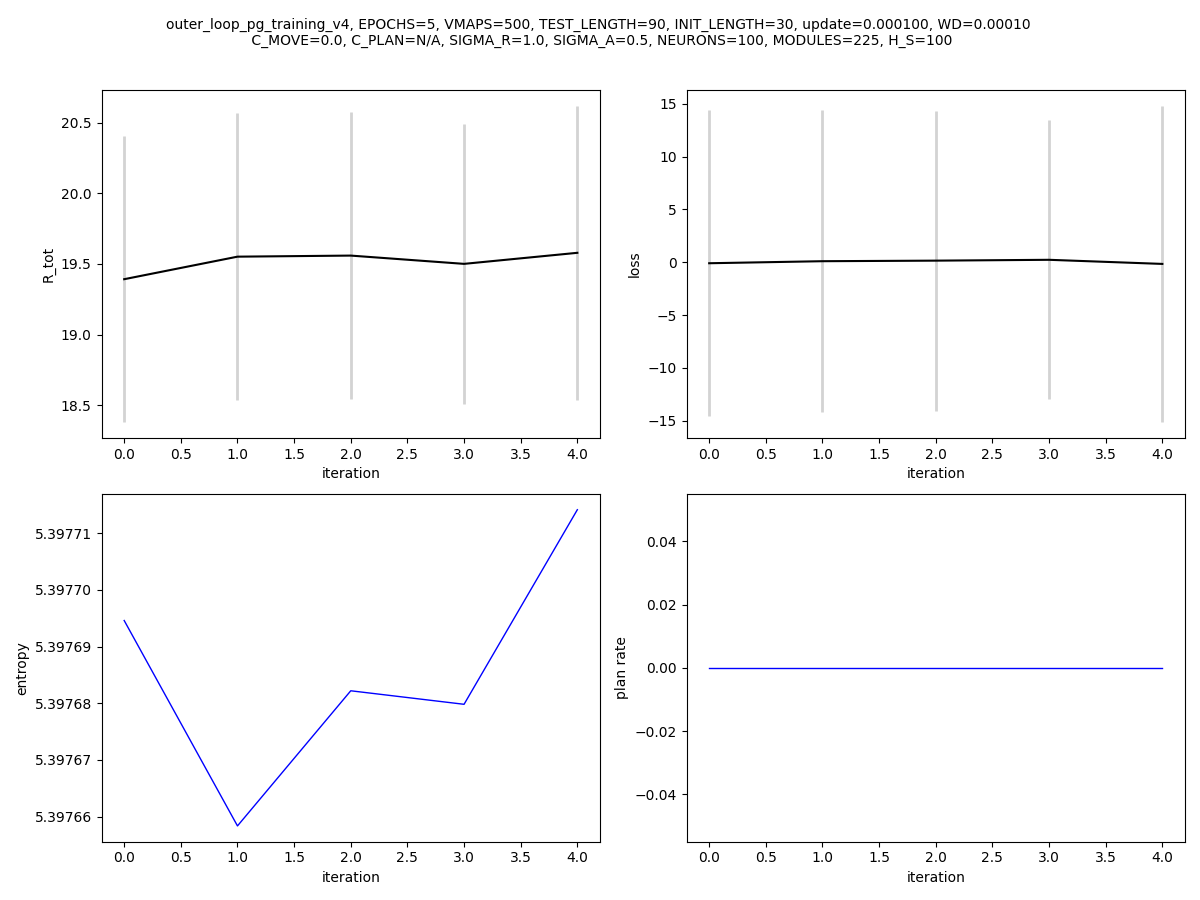 outer_loop_pg_training_v4, EPOCHS=5, VMAPS=500, TEST_LENGTH=90, INIT_LENGTH=30, update=0.000100, WD=0.00010
C_MOVE=0.0, C_PLAN=N/A, SIGMA_R=1.0, SIGMA_A=0.5, NEURONS=100, MODULES=225, H_S=100
R_tot
20.5
20.0
19.5
19.0
18.5
0.0 0.5 1.0 1.5 2.0 2.5 3.0 3.5 4.0
iteration
loss
15
10
5
0
−5
−10
−15
0.0 0.5 1.0 1.5 2.0 2.5 3.0 3.5 4.0
iteration
entropy
5.39771
5.39770
5.39769
5.39768
5.39767
5.39766
0.0 0.5 1.0 1.5 2.0 2.5 3.0 3.5 4.0
iteration
plan rate
0.04
0.02
0.00
−0.02
−0.04
0.0 0.5 1.0 1.5 2.0 2.5 3.0 3.5 4.0
iteration